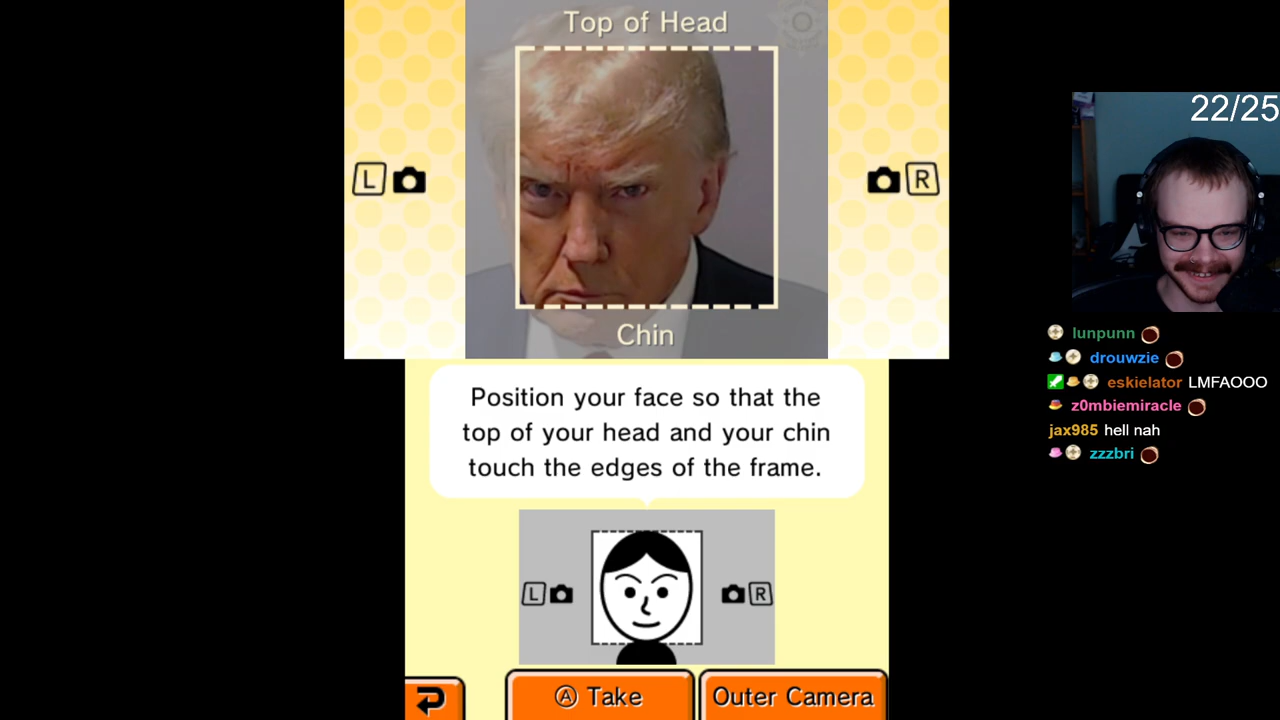 Top of Head
L
R
Chin
Position your face so that the
top of your head and your chin
touch the edges of the frame.
L
R
A Take
Outer Camera
22/25
lunpunn
drouwzie
eskielator LMFAOOO
z0mbiemiracle
jax985 hell nah
zzzbri